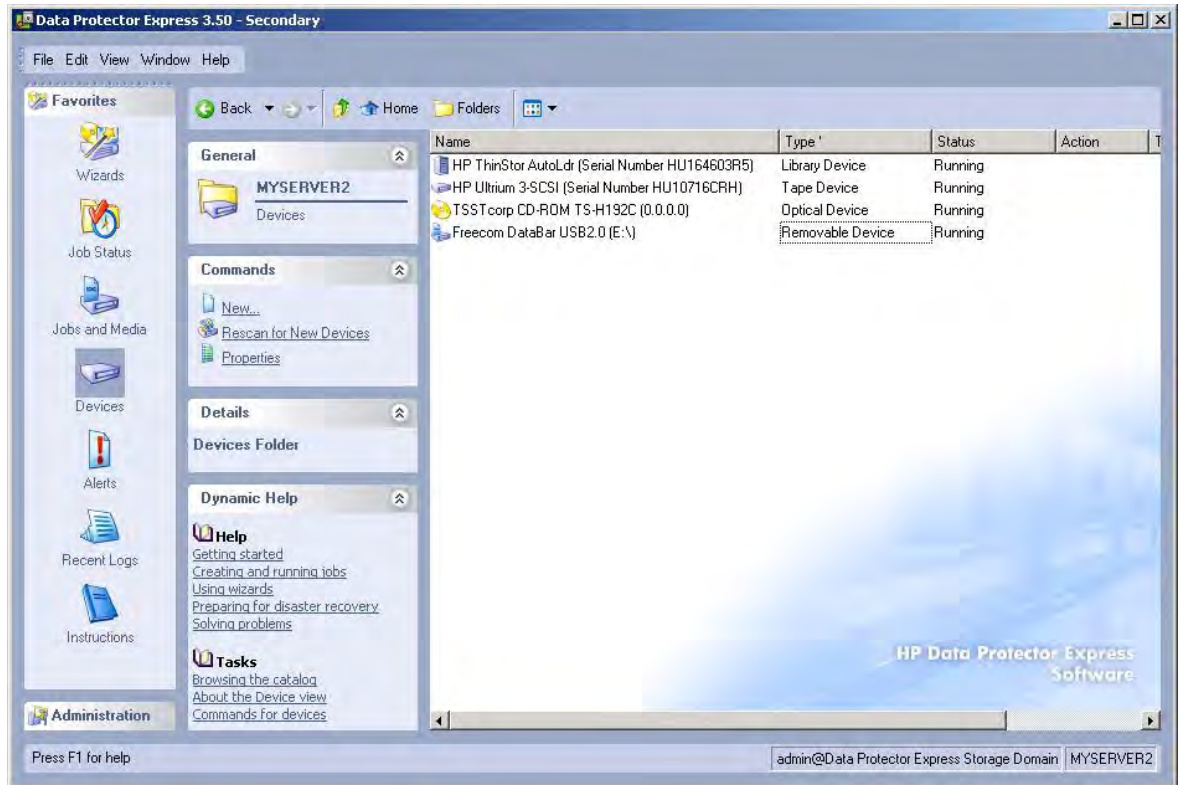 Data Protector Express 3.50 - Secondary
File Edit View Window Help
Favorites
Wizards
Job Status
Jobs and Media
Devices
Alerts
Recent Logs
Instructions
Administration
Back Home Folders
General
MYSERVER2
Devices
Commands
New...
Rescan for New Devices
Properties
Details
Devices Folder
Dynamic Help
Help
Getting started
Creating and running jobs
Using wizards
Preparing for disaster recovery
Solving problems
Tasks
Browsing the catalog
About the Device view
Commands for devices
Name Type ' Status Action T
HP ThinStor AutoLdr (Serial Number HU164603R5) Library Device Running
HP Ultrium 3-SCSI (Serial Number HU10716CRH) Tape Device Running
TSSTcorp CD-ROM TS-H192C (0.0.0.0) Optical Device Running
Freecom DataBar USB2.0 (E:\) Removable Device Running
HP Data Protector Express
Software
Press F1 for help
admin@Data Protector Express Storage Domain MYSERVER2